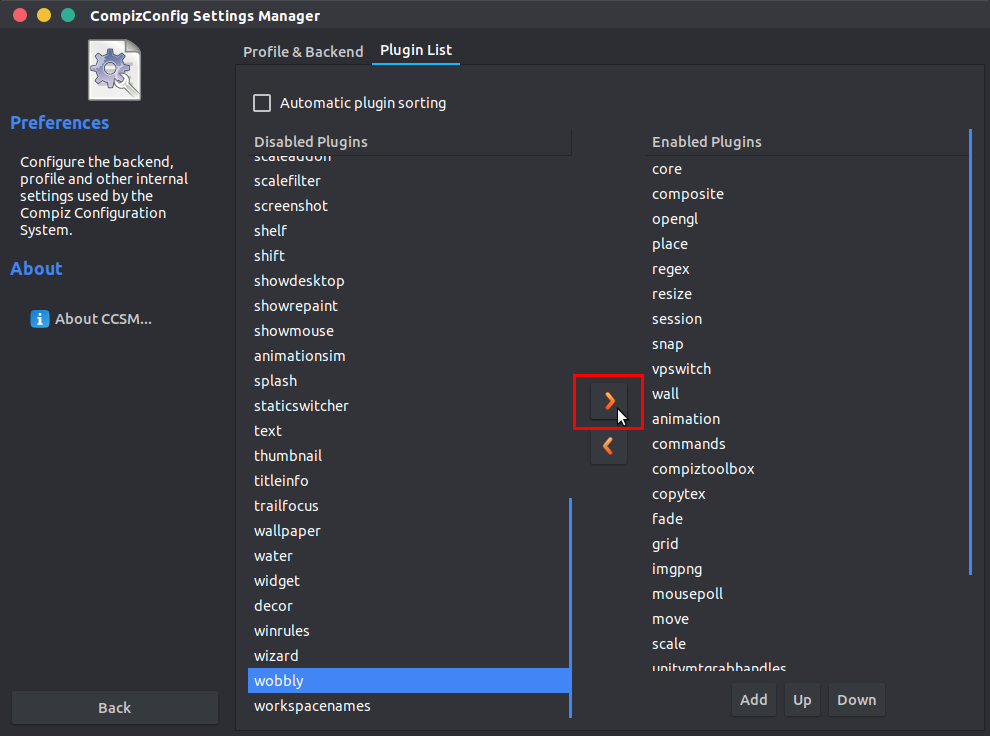 CompizConfig Settings Manager
Preferences
Configure the backend,
profile and other internal
settings used by the
Compiz Configuration
System.
About
About CCSM...
Back
Profile & Backend
Plugin List
Automatic plugin sorting
Disabled Plugins
scaleaddon
scalefilter
screenshot
shelf
shift
showdesktop
showrepaint
showmouse
animationsim
splash
staticswitcher
text
thumbnail
titleinfo
trailfocus
wallpaper
water
widget
decor
winrules
wizard
wobbly
workspacenames
Enabled Plugins
core
composite
opengl
place
regex
resize
session
snap
vpswitch
wall
animation
commands
compiztoolbox
copytex
fade
grid
imgpng
mousepoll
move
scale
unitymtgrabhandles
Add
Up
Down